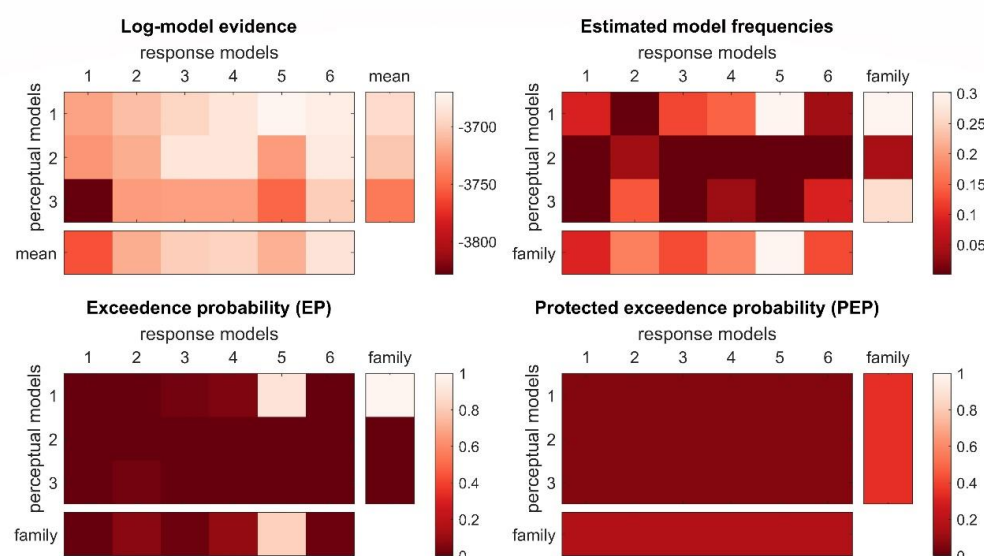 Log-model evidence
response models
1 2 3 4 5 6 mean
perceptual models
1
2
3
mean
-3700
-3750
-3800
Estimated model frequencies
response models
1 2 3 4 5 6 family
perceptual models
1
2
3
family
0.3
0.25
0.2
0.15
0.1
0.05
Exceedence probability (EP)
response models
1 2 3 4 5 6 family
perceptual models
1
2
3
family
1
0.8
0.6
0.4
0.2
0
Protected exceedence probability (PEP)
response models
1 2 3 4 5 6 family
perceptual models
1
2
3
family
1
0.8
0.6
0.4
0.2
0